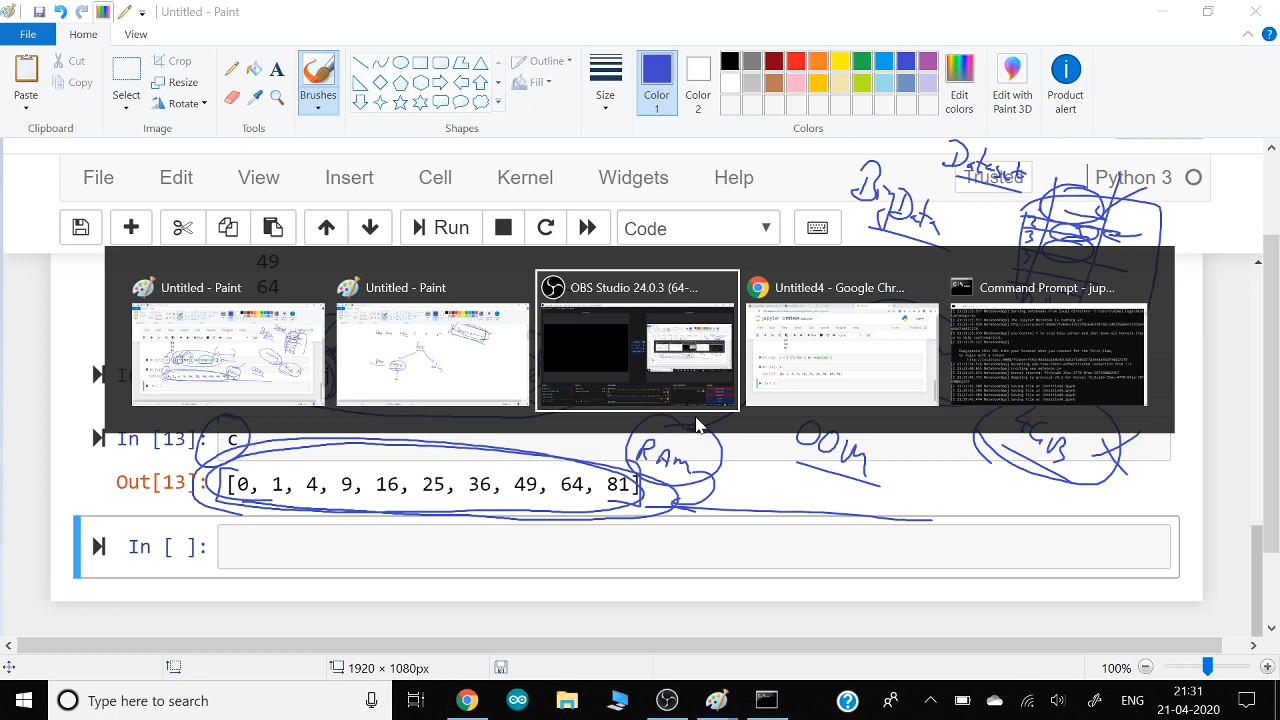 Untitled - Paint
File Home View
Paste
Cut
Copy
Clipboard
Select
Crop
Resize
Rotate
Image
A
Tools
Brushes
Outline
Fill
Shapes
Size
Color 1
Color 2
Edit colors
Colors
Edit with Paint 3D
Product alert
File Edit View Insert Cell Kernel Widgets Help
Trusted
Python 3
Dataset
Big Data
Run
Code
49
64
Untitled - Paint
Untitled - Paint
OBS Studio 24.0.3 (64-...
Untitled4 - Google Chr...
Command Prompt - jup...
In [13]: c
Out[13]: [0, 1, 4, 9, 16, 25, 36, 49, 64, 81]
RAM
OOM
In [ ]:
1920 × 1080px
100%
Type here to search
ENG
21:31
21-04-2020